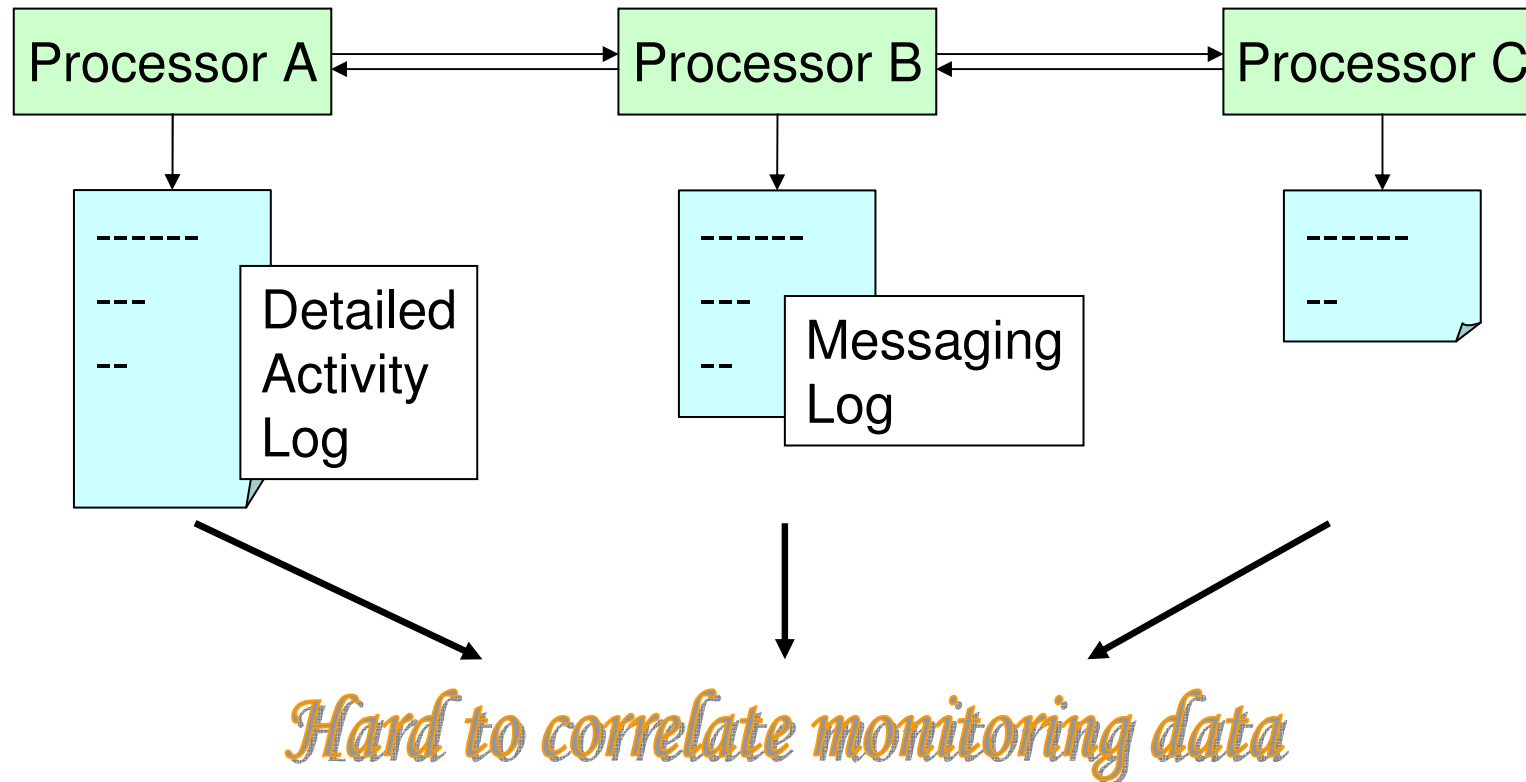 Processor A
Processor B
Processor C
------
---
--
Detailed
Activity
Log
------
---
--
Messaging
Log
------
--
Hard to correlate monitoring data